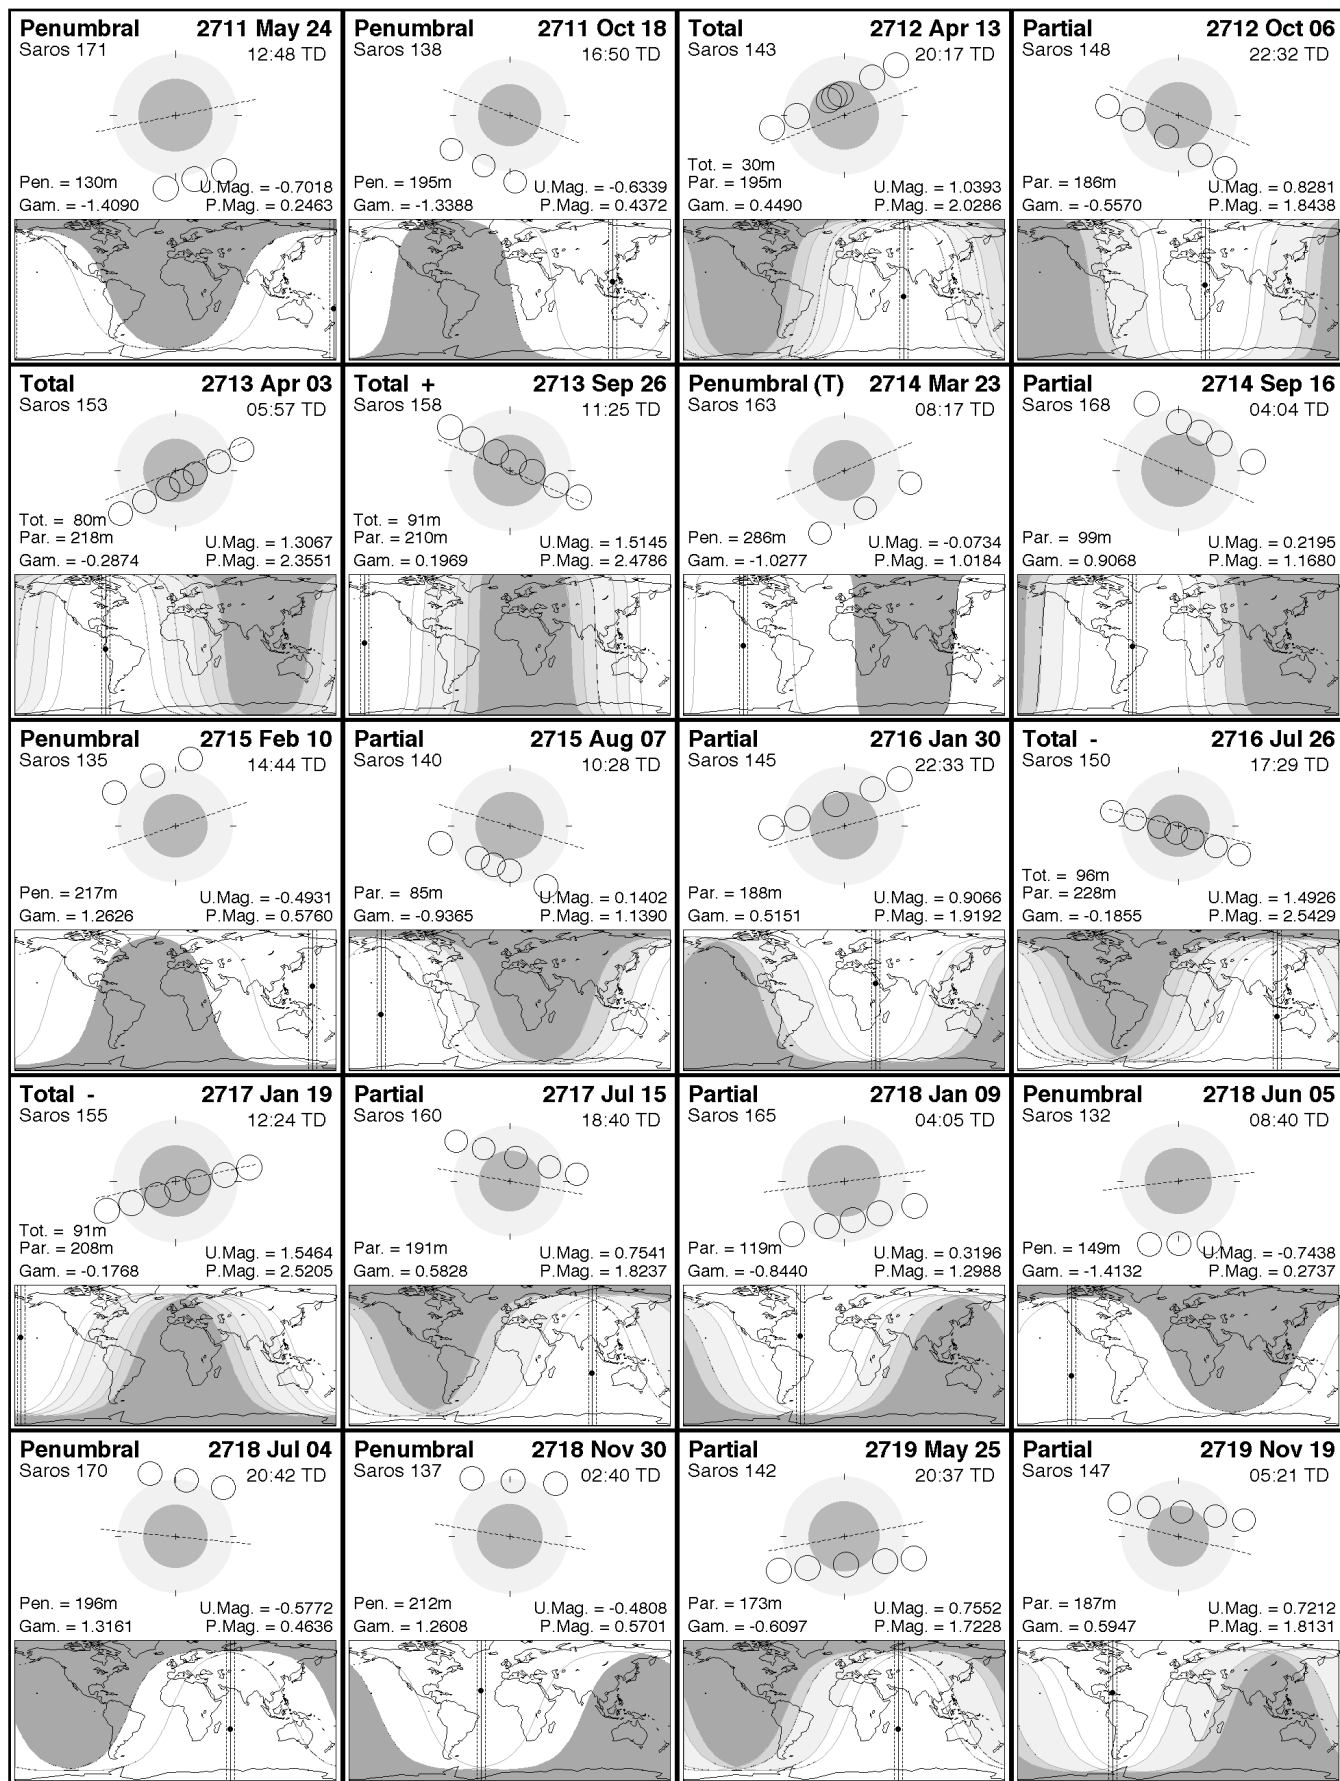 Penumbral 2711 May 24
Saros 171 12:48 TD
Pen. = 130m U.Mag. = -0.7018
Gam. = -1.4090 P.Mag. = 0.2463
Penumbral 2711 Oct 18
Saros 138 16:50 TD
Pen. = 195m U.Mag. = -0.6339
Gam. = -1.3388 P.Mag. = 0.4372
Total 2712 Apr 13
Saros 143 20:17 TD
Tot. = 30m
Par. = 195m U.Mag. = 1.0393
Gam. = 0.4490 P.Mag. = 2.0286
Partial 2712 Oct 06
Saros 148 22:32 TD
Par. = 186m U.Mag. = 0.8281
Gam. = -0.5570 P.Mag. = 1.8438
Total 2713 Apr 03
Saros 153 05:57 TD
Tot. = 80m
Par. = 218m U.Mag. = 1.3067
Gam. = -0.2874 P.Mag. = 2.3551
Total + 2713 Sep 26
Saros 158 11:25 TD
Tot. = 91m
Par. = 210m U.Mag. = 1.5145
Gam. = 0.1969 P.Mag. = 2.4786
Penumbral (T) 2714 Mar 23
Saros 163 08:17 TD
Pen. = 286m U.Mag. = -0.0734
Gam. = -1.0277 P.Mag. = 1.0184
Partial 2714 Sep 16
Saros 168 04:04 TD
Par. = 99m U.Mag. = 0.2195
Gam. = 0.9068 P.Mag. = 1.1680
Penumbral 2715 Feb 10
Saros 135 14:44 TD
Pen. = 217m U.Mag. = -0.4931
Gam. = 1.2626 P.Mag. = 0.5760
Partial 2715 Aug 07
Saros 140 10:28 TD
Par. = 85m U.Mag. = 0.1402
Gam. = -0.9365 P.Mag. = 1.1390
Partial 2716 Jan 30
Saros 145 22:33 TD
Par. = 188m U.Mag. = 0.9066
Gam. = 0.5151 P.Mag. = 1.9192
Total - 2716 Jul 26
Saros 150 17:29 TD
Tot. = 96m
Par. = 228m U.Mag. = 1.4926
Gam. = -0.1855 P.Mag. = 2.5429
Total - 2717 Jan 19
Saros 155 12:24 TD
Tot. = 91m
Par. = 208m U.Mag. = 1.5464
Gam. = -0.1768 P.Mag. = 2.5205
Partial 2717 Jul 15
Saros 160 18:40 TD
Par. = 191m U.Mag. = 0.7541
Gam. = 0.5828 P.Mag. = 1.8237
Partial 2718 Jan 09
Saros 165 04:05 TD
Par. = 119m U.Mag. = 0.3196
Gam. = -0.8440 P.Mag. = 1.2988
Penumbral 2718 Jun 05
Saros 132 08:40 TD
Pen. = 149m U.Mag. = -0.7438
Gam. = -1.4132 P.Mag. = 0.2737
Penumbral 2718 Jul 04
Saros 170 20:42 TD
Pen. = 196m U.Mag. = -0.5772
Gam. = 1.3161 P.Mag. = 0.4636
Penumbral 2718 Nov 30
Saros 137 02:40 TD
Pen. = 212m U.Mag. = -0.4808
Gam. = 1.2608 P.Mag. = 0.5701
Partial 2719 May 25
Saros 142 20:37 TD
Par. = 173m U.Mag. = 0.7552
Gam. = -0.6097 P.Mag. = 1.7228
Partial 2719 Nov 19
Saros 147 05:21 TD
Par. = 187m U.Mag. = 0.7212
Gam. = 0.5947 P.Mag. = 1.8131